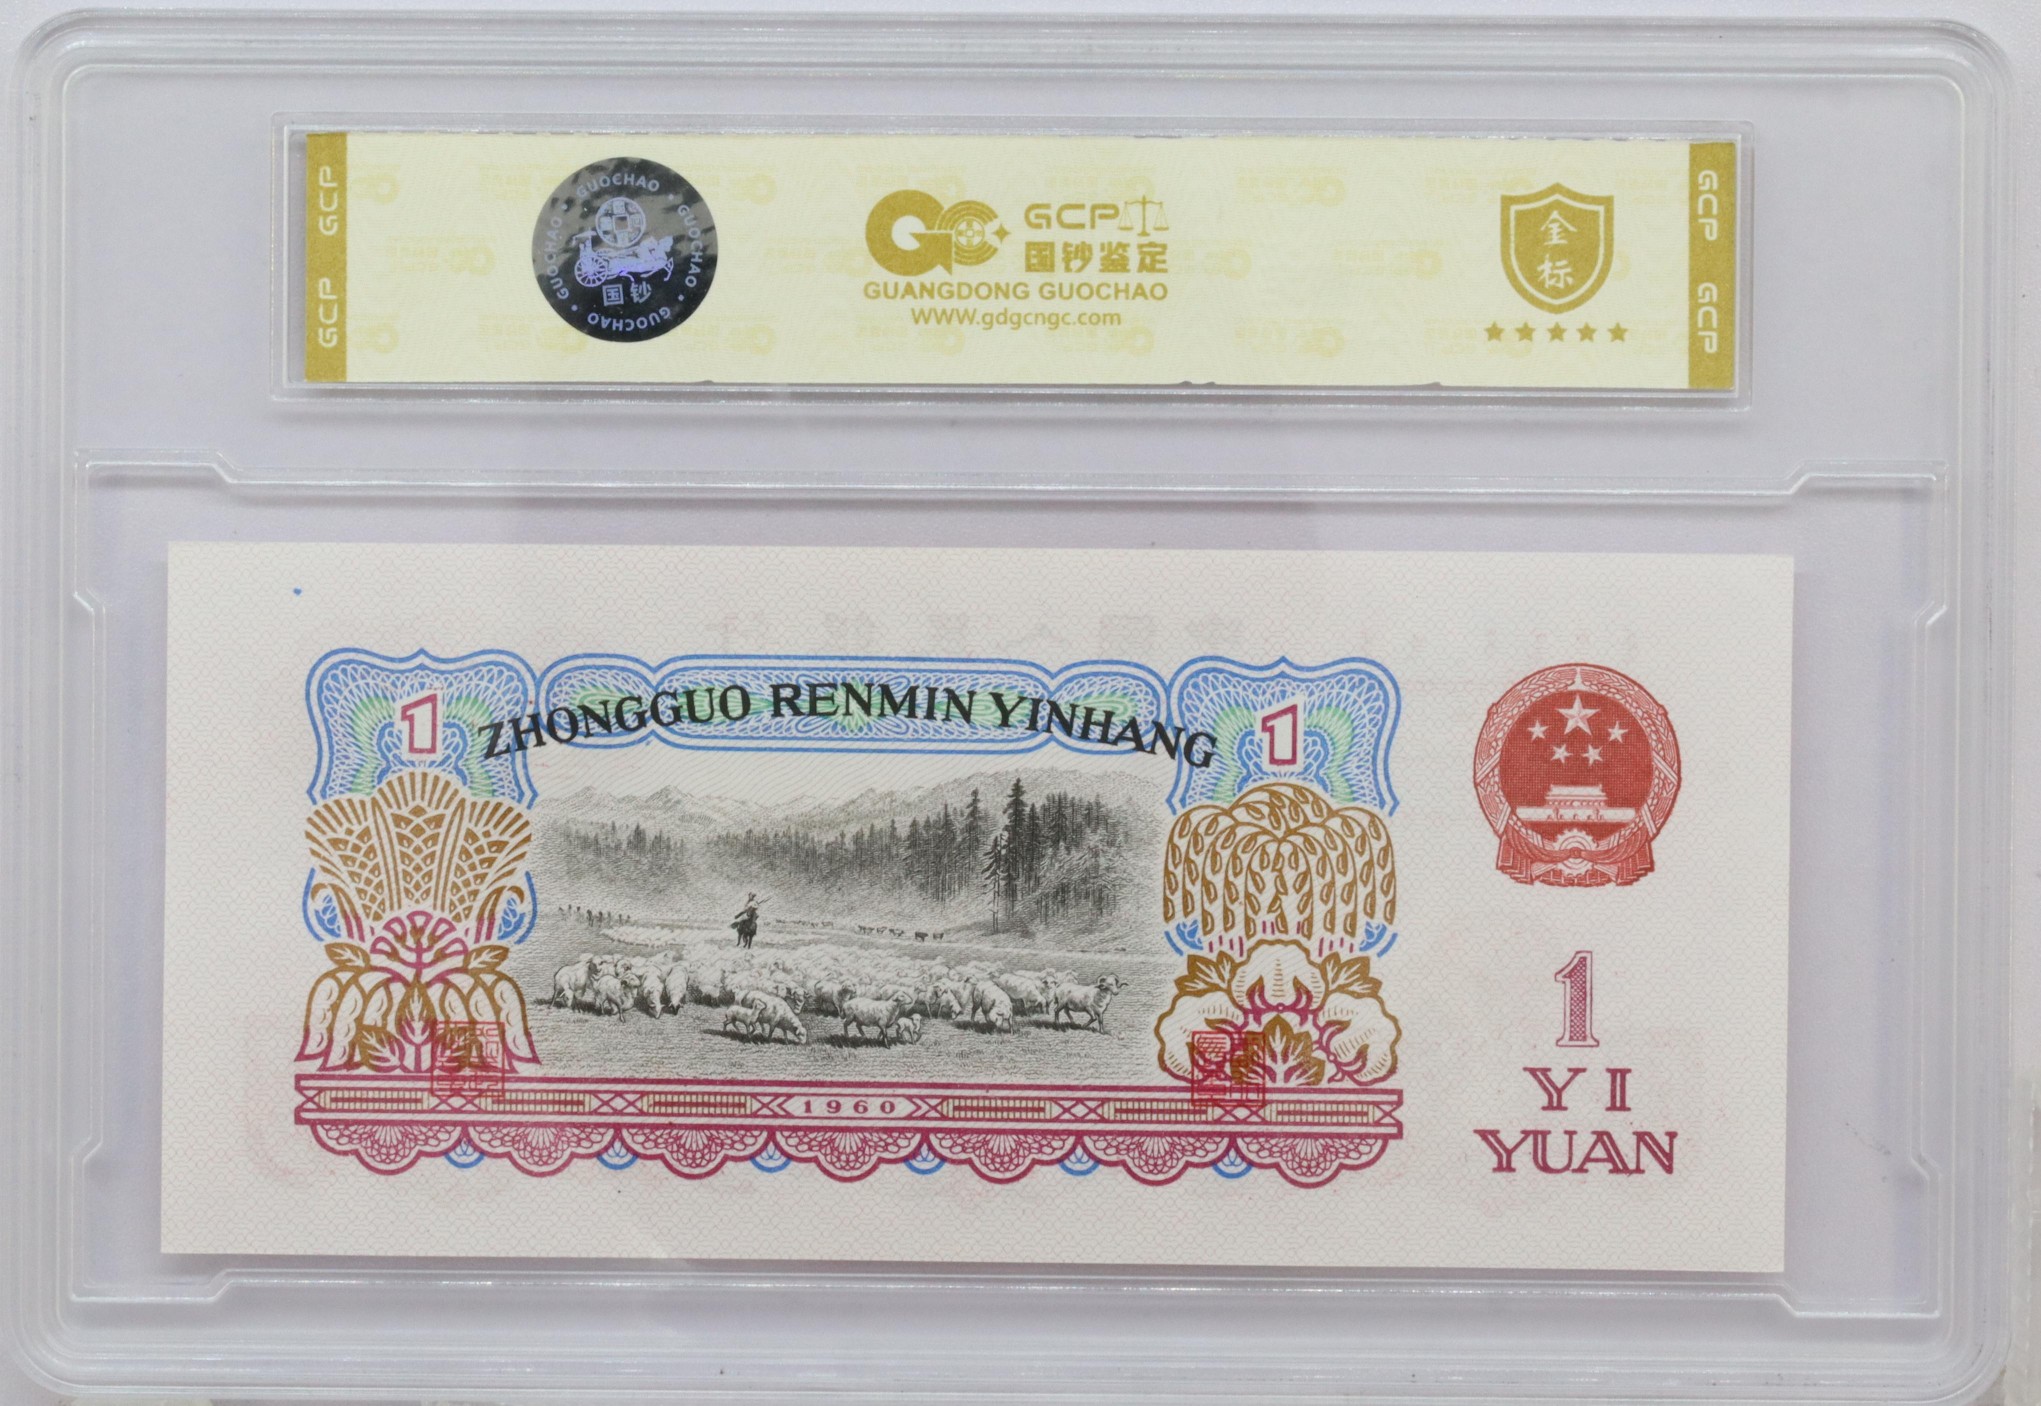 GCP GCP
GUOCHAO • GUOCHAO • GUOCHAO • GUOCHAO
国钞
GC GCP
国钞鉴定
GUANGDONG GUOCHAO
www.gdgcngc.com
金
标
GCP GCP
1
ZHONGGUO RENMIN YINHANG
1
1960
1
YI
YUAN